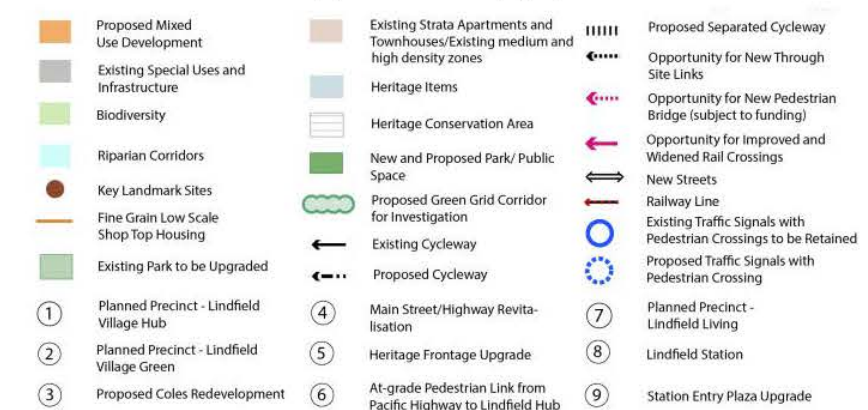 Proposed Mixed
Use Development
Existing Special Uses and
Infrastructure
Biodiversity
Riparian Corridors
Key Landmark Sites
Fine Grain Low Scale
Shop Top Housing
Existing Park to be Upgraded
1 Planned Precinct - Lindfield
Village Hub
2 Planned Precinct - Lindfield
Village Green
3 Proposed Coles Redevelopment
Existing Strata Apartments and
Townhouses/Existing medium and
high density zones
Heritage Items
Heritage Conservation Area
New and Proposed Park/ Public
Space
Proposed Green Grid Corridor
for Investigation
Existing Cycleway
Proposed Cycleway
4 Main Street/Highway Revita-
lisation
5 Heritage Frontage Upgrade
6 At-grade Pedestrian Link from
Pacific Highway to Lindfield Hub
Proposed Separated Cycleway
Opportunity for New Through
Site Links
Opportunity for New Pedestrian
Bridge (subject to funding)
Opportunity for Improved and
Widened Rail Crossings
New Streets
Railway Line
Existing Traffic Signals with
Pedestrian Crossings to be Retained
Proposed Traffic Signals with
Pedestrian Crossing
7 Planned Precinct -
Lindfield Living
8 Lindfield Station
9 Station Entry Plaza Upgrade